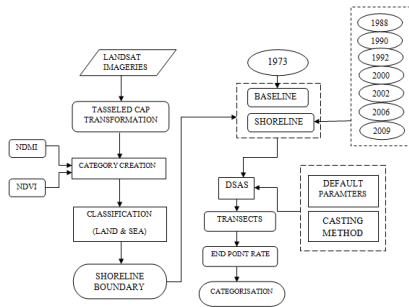 LANDSAT
IMAGERIES
TASSELED CAP
TRANSFORMATION
NDMI
NDVI
CATEGORY CREATION
CLASSIFICATION
(LAND & SEA)
SHORELINE
BOUNDARY
1973
BASELINE
SHORELINE
1988
1990
1992
2000
2002
2006
2009
DSAS
DEFAULT
PARAMTERS
CASTING
METHOD
TRANSECTS
END POINT RATE
CATEGORISATION